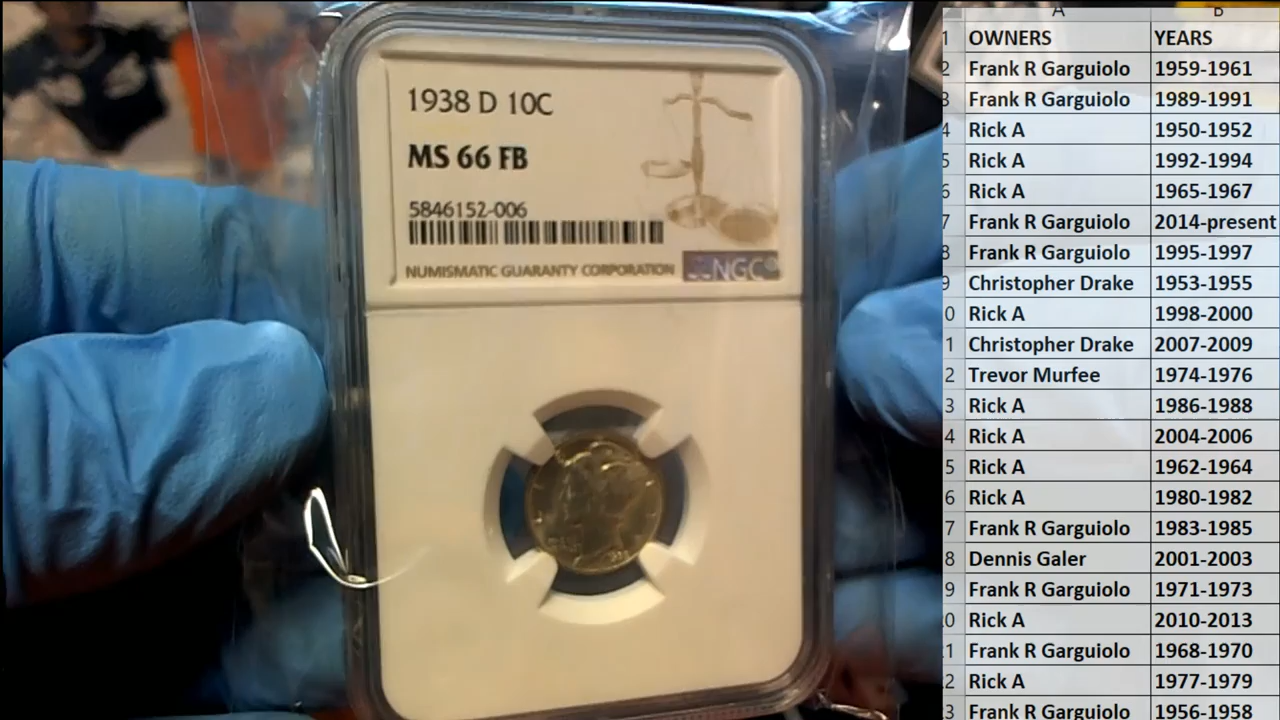 1938 D 10C
MS 66 FB
5846152-006
NUMISMATIC GUARANTY CORPORATION NGC
A B
1 OWNERS YEARS
2 Frank R Garguiolo 1959-1961
3 Frank R Garguiolo 1989-1991
4 Rick A 1950-1952
5 Rick A 1992-1994
6 Rick A 1965-1967
7 Frank R Garguiolo 2014-present
8 Frank R Garguiolo 1995-1997
9 Christopher Drake 1953-1955
0 Rick A 1998-2000
1 Christopher Drake 2007-2009
2 Trevor Murfee 1974-1976
3 Rick A 1986-1988
4 Rick A 2004-2006
5 Rick A 1962-1964
6 Rick A 1980-1982
7 Frank R Garguiolo 1983-1985
8 Dennis Galer 2001-2003
9 Frank R Garguiolo 1971-1973
0 Rick A 2010-2013
1 Frank R Garguiolo 1968-1970
2 Rick A 1977-1979
3 Frank R Garguiolo 1956-1958